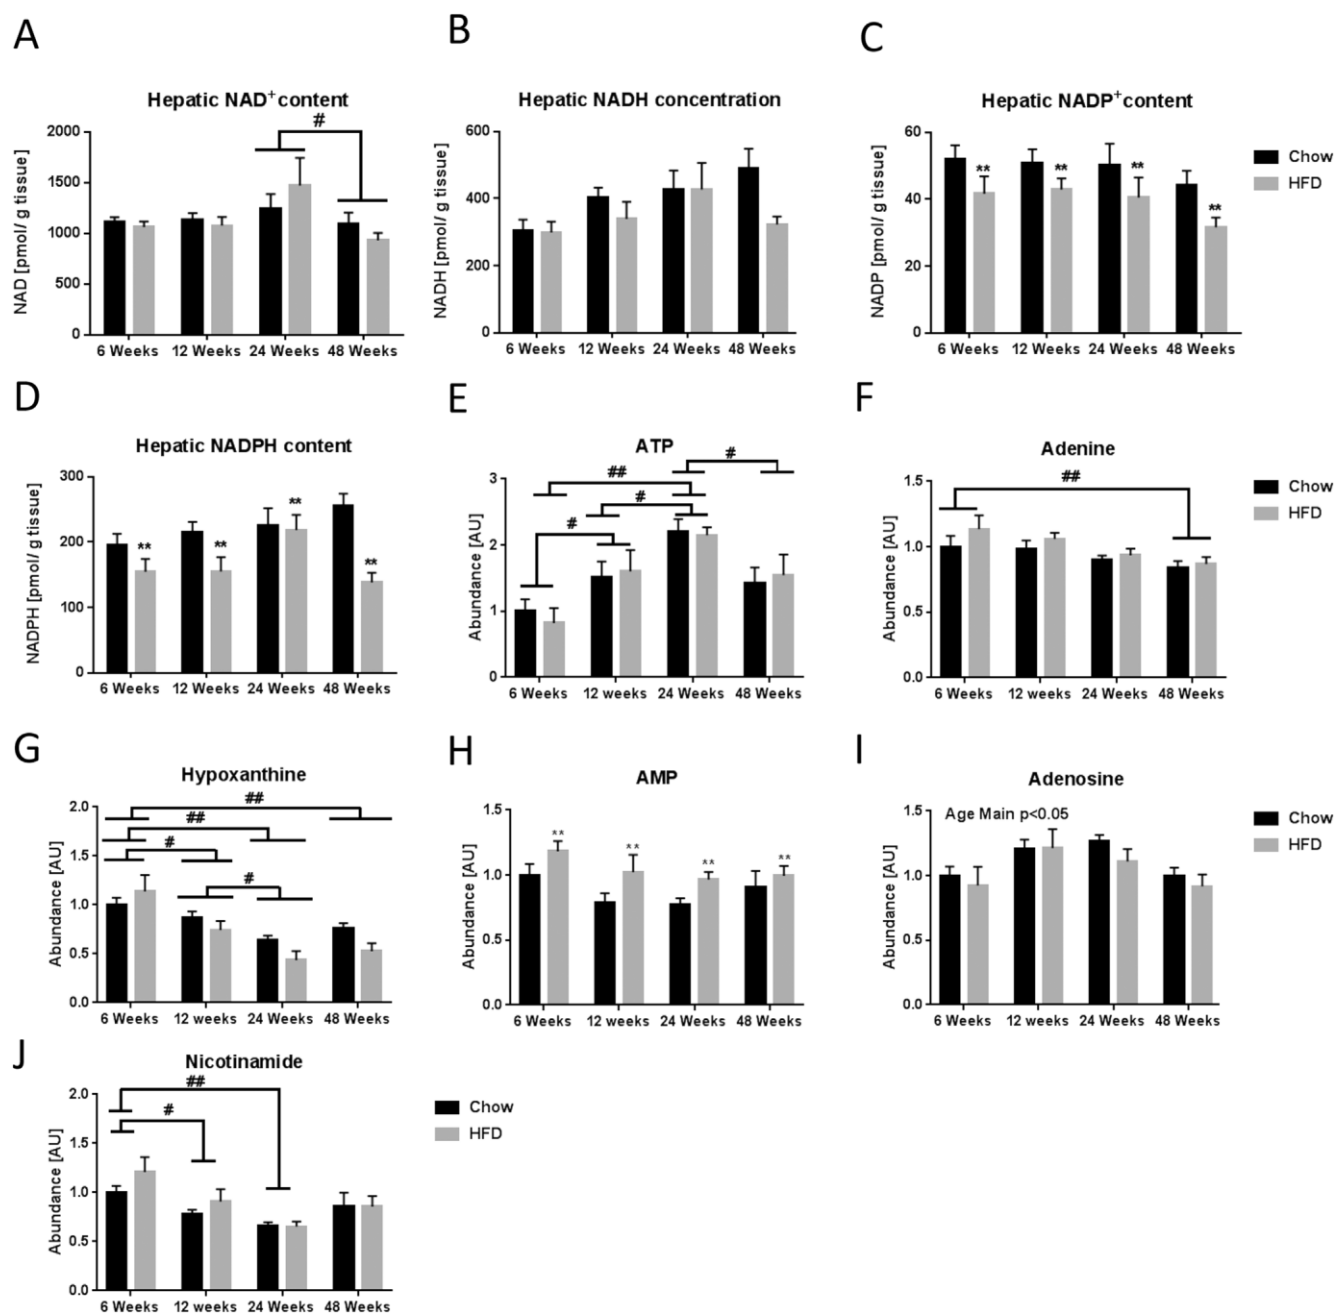 A
B
C
Hepatic NAD+content
#
NAD [pmol/ g tissue]
2000
1500
1000
500
0
6 Weeks 12 Weeks 24 Weeks 48 Weeks
Hepatic NADH concentration
NADH [pmol/ g tissue]
600
400
200
0
6 Weeks 12 Weeks 24 Weeks 48 Weeks
Hepatic NADP+content
NADP [pmol/ g tissue]
60
40
20
0
** ** ** **
6 Weeks 12 Weeks 24 Weeks 48 Weeks
Chow
HFD
D
E
F
Hepatic NADPH content
NADPH [pmol/ g tissue]
300
200
100
0
** ** ** **
6 Weeks 12 Weeks 24 Weeks 48 Weeks
ATP
Abundance [AU]
3
2
1
0
#
##
#
#
6 Weeks 12 weeks 24 Weeks 48 Weeks
Adenine
Abundance [AU]
1.5
1.0
0.5
0.0
##
6 Weeks 12 weeks 24 Weeks 48 Weeks
Chow
HFD
G
H
I
Hypoxanthine
Abundance [AU]
2.0
1.5
1.0
0.5
0.0
##
##
#
#
6 Weeks 12 weeks 24 Weeks 48 Weeks
AMP
Abundance [AU]
1.5
1.0
0.5
0.0
** ** ** **
6 Weeks 12 weeks 24 Weeks 48 Weeks
Adenosine
Age Main p<0.05
Abundance [AU]
1.5
1.0
0.5
0.0
6 Weeks 12 weeks 24 Weeks 48 Weeks
Chow
HFD
J
Nicotinamide
Abundance [AU]
2.0
1.5
1.0
0.5
0.0
##
#
6 Weeks 12 weeks 24 Weeks 48 Weeks
Chow
HFD